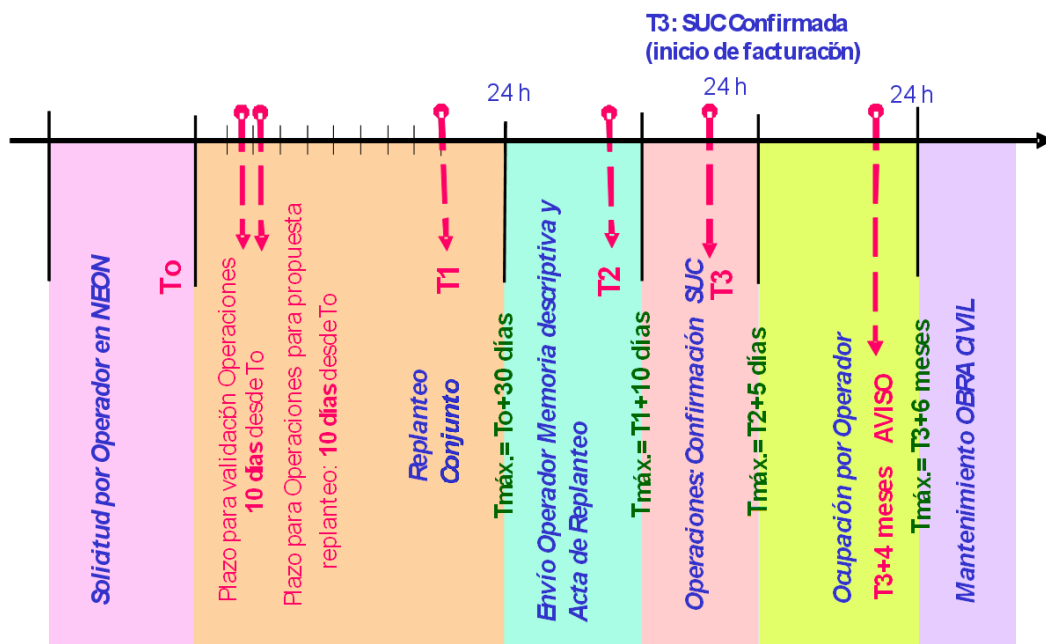 T3: SUC Confirmada
(inicio de facturación)
24 h
24 h
24 h
Solicitud por Operador en NEON
To
Plazo para validación Operaciones
10 días desde To
Plazo para Operaciones para propuesta
replanteo: 10 días desde To
Replanteo
Conjunto
T1
Tmáx.= To+30 días
Envío Operador Memoria descriptiva y
Acta de Replanteo
T2
Tmáx.= T1+10 días
Operaciones: Confirmación SUC
T3
Tmáx.= T2+5 días
Ocupación por Operador
T3+4 meses AVISO
Tmáx.= T3+6 meses
Mantenimiento OBRA CIVIL